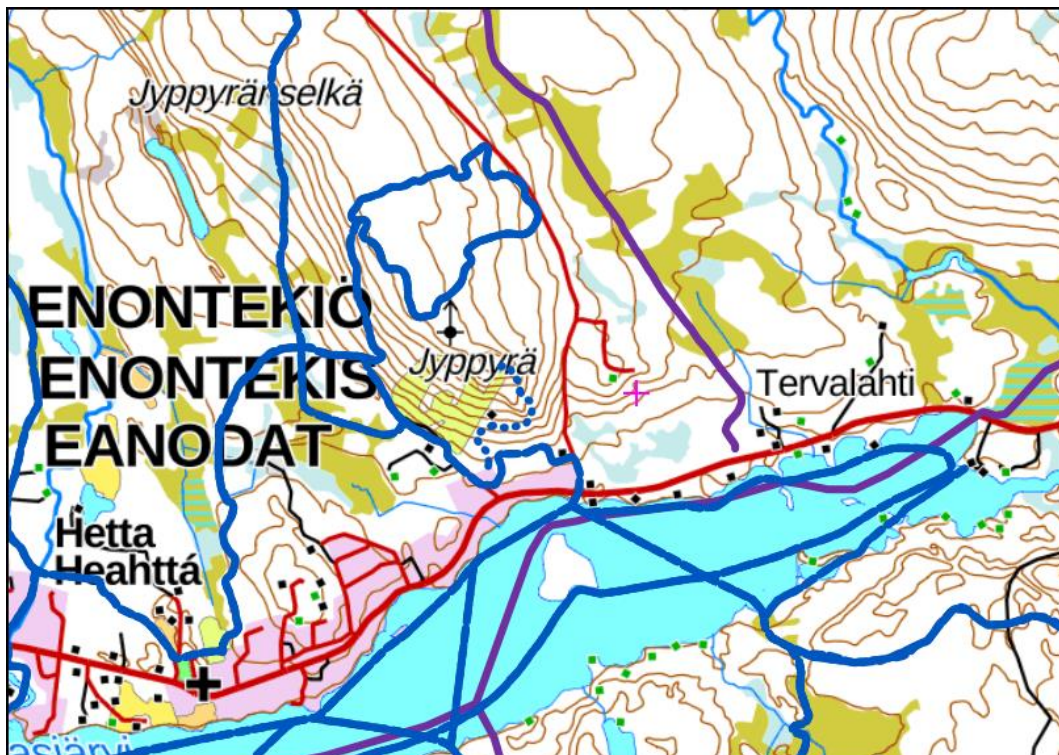 Jyppyränselkä
ENONTEKIÖ
ENONTEKIS
EANODAT
Jyppyrä
Tervalahti
Hetta
Heahttá